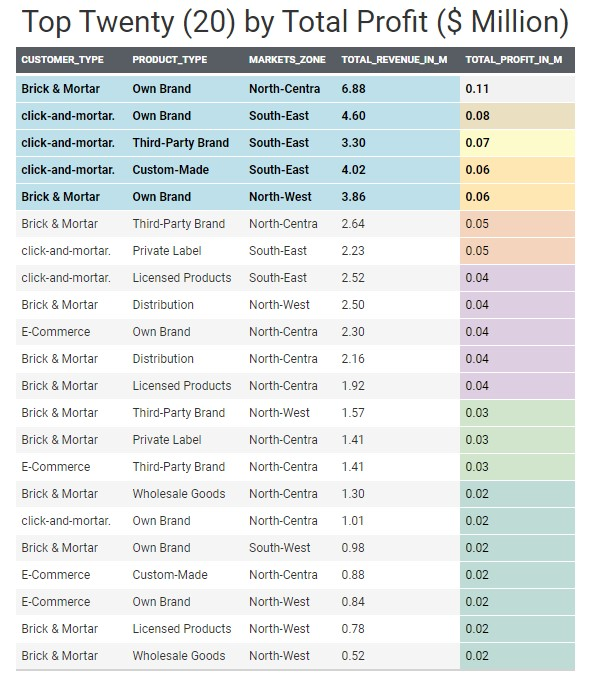 Top Twenty (20) by Total Profit ($ Million)
CUSTOMER_TYPE PRODUCT_TYPE MARKETS_ZONE TOTAL_REVENUE_IN_M TOTAL_PROFIT_IN_M
Brick & Mortar Own Brand North-Centra 6.88 0.11
click-and-mortar. Own Brand South-East 4.60 0.08
click-and-mortar. Third-Party Brand South-East 3.30 0.07
click-and-mortar. Custom-Made South-East 4.02 0.06
Brick & Mortar Own Brand North-West 3.86 0.06
Brick & Mortar Third-Party Brand North-Centra 2.64 0.05
click-and-mortar. Private Label South-East 2.23 0.05
click-and-mortar. Licensed Products South-East 2.52 0.04
Brick & Mortar Distribution North-West 2.50 0.04
E-Commerce Own Brand North-Centra 2.30 0.04
Brick & Mortar Distribution North-Centra 2.16 0.04
Brick & Mortar Licensed Products North-Centra 1.92 0.04
Brick & Mortar Third-Party Brand North-West 1.57 0.03
Brick & Mortar Private Label North-Centra 1.41 0.03
E-Commerce Third-Party Brand North-Centra 1.41 0.03
Brick & Mortar Wholesale Goods North-Centra 1.30 0.02
click-and-mortar. Own Brand North-Centra 1.01 0.02
Brick & Mortar Own Brand South-West 0.98 0.02
E-Commerce Custom-Made North-Centra 0.88 0.02
E-Commerce Own Brand North-West 0.84 0.02
Brick & Mortar Licensed Products North-West 0.78 0.02
Brick & Mortar Wholesale Goods North-West 0.52 0.02